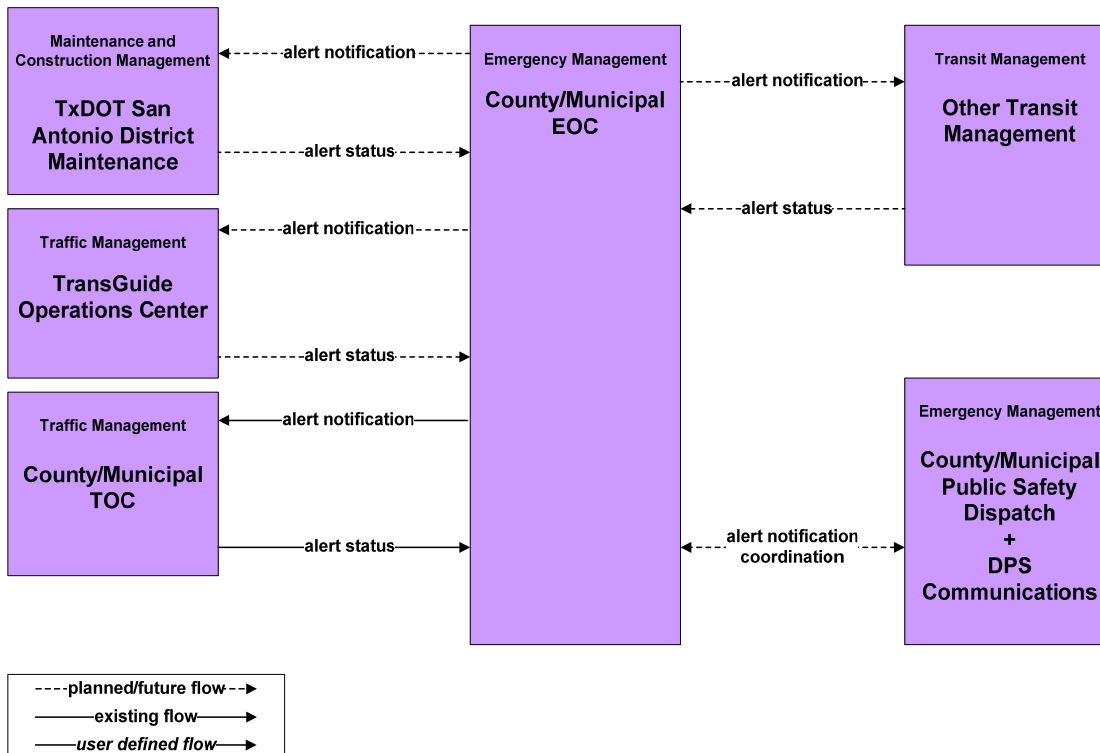 Maintenance and
Construction Management
TxDOT San
Antonio District
Maintenance
alert notification
alert status
Traffic Management
TransGuide
Operations Center
alert notification
alert status
Traffic Management
County/Municipal
TOC
alert notification
alert status
Emergency Management
County/Municipal
EOC
alert notification
alert status
Transit Management
Other Transit
Management
alert notification
coordination
Emergency Management
County/Municipal
Public Safety
Dispatch
+
DPS
Communications
planned/future flow
existing flow
user defined flow